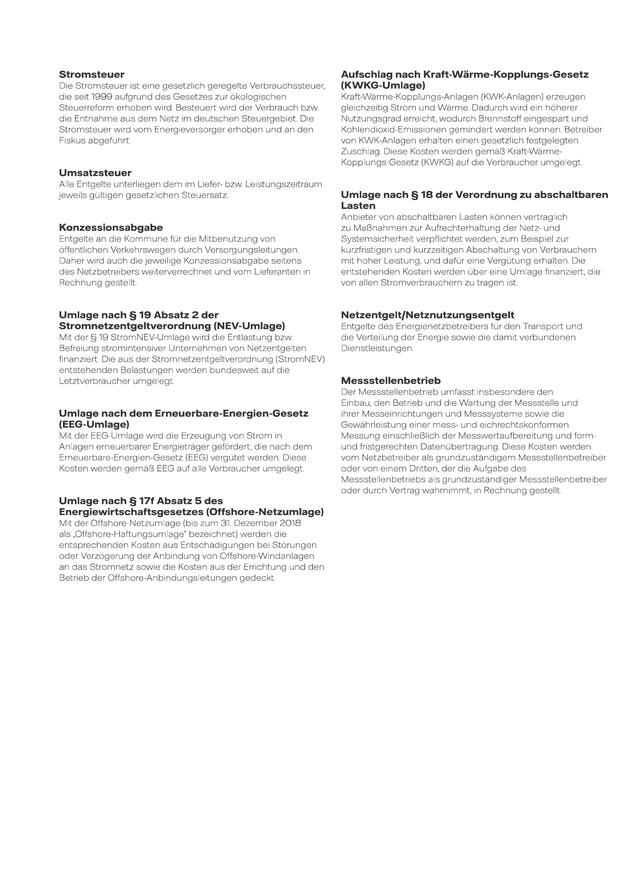 Stromsteuer
Die Stromsteuer ist eine gesetzlich geregelte Verbrauchssteuer,
die seit 1999 aufgrund des Gesetzes zur ökologischen
Steuerreform erhoben wird. Besteuert wird der Verbrauch bzw.
die Entnahme aus dem Netz im deutschen Steuergebiet. Die
Stromsteuer wird vom Energieversorger erhoben und an den
Fiskus abgeführt.
Umsatzsteuer
Alle Entgelte unterliegen dem im Liefer- bzw. Leistungszeitraum
jeweils gültigen gesetzlichen Steuersatz.
Konzessionsabgabe
Entgelte an die Kommune für die Mitbenutzung von
öffentlichen Verkehrswegen durch Versorgungsleitungen.
Daher wird auch die jeweilige Konzessionsabgabe seitens
des Netzbetreibers weiterverrechnet und vom Lieferanten in
Rechnung gestellt.
Umlage nach § 19 Absatz 2 der
Stromnetzentgeltverordnung (NEV-Umlage)
Mit der § 19 StromNEV-Umlage wird die Entlastung bzw.
Befreiung stromintensiver Unternehmen von Netzentgelten
finanziert. Die aus der Stromnetzentgeltverordnung (StromNEV)
entstehenden Belastungen werden bundesweit auf die
Letztverbraucher umgelegt.
Umlage nach dem Erneuerbare-Energien-Gesetz
(EEG-Umlage)
Mit der EEG-Umlage wird die Erzeugung von Strom in
Anlagen erneuerbarer Energieträger gefördert, die nach dem
Erneuerbare-Energien-Gesetz (EEG) vergütet werden. Diese
Kosten werden gemäß EEG auf alle Verbraucher umgelegt.
Umlage nach § 17f Absatz 5 des
Energiewirtschaftsgesetzes (Offshore-Netzumlage)
Mit der Offshore-Netzumlage (bis zum 31. Dezember 2018
als „Offshore-Haftungsumlage" bezeichnet) werden die
entsprechenden Kosten aus Entschädigungen bei Störungen
oder Verzögerung der Anbindung von Offshore-Windanlagen
an das Stromnetz sowie die Kosten aus der Errichtung und den
Betrieb der Offshore-Anbindungsleitungen gedeckt.
Aufschlag nach Kraft-Wärme-Kopplungs-Gesetz
(KWKG-Umlage)
Kraft-Wärme-Kopplungs-Anlagen (KWK-Anlagen) erzeugen
gleichzeitig Strom und Wärme. Dadurch wird ein höherer
Nutzungsgrad erreicht, wodurch Brennstoff eingespart und
Kohlendioxid-Emissionen gemindert werden können. Betreiber
von KWK-Anlagen erhalten einen gesetzlich festgelegten
Zuschlag. Diese Kosten werden gemäß Kraft-Wärme-
Kopplungs-Gesetz (KWKG) auf die Verbraucher umgelegt.
Umlage nach § 18 der Verordnung zu abschaltbaren
Lasten
Anbieter von abschaltbaren Lasten können vertraglich
zu Maßnahmen zur Aufrechterhaltung der Netz- und
Systemsicherheit verpflichtet werden, zum Beispiel zur
kurzfristigen und kurzzeitigen Abschaltung von Verbrauchern
mit hoher Leistung, und dafür eine Vergütung erhalten. Die
entstehenden Kosten werden über eine Umlage finanziert, die
von allen Stromverbrauchern zu tragen ist.
Netzentgelt/Netznutzungsentgelt
Entgelte des Energienetzbetreibers für den Transport und
die Verteilung der Energie sowie die damit verbundenen
Dienstleistungen.
Messstellenbetrieb
Der Messstellenbetrieb umfasst insbesondere den
Einbau, den Betrieb und die Wartung der Messstelle und
ihrer Messeinrichtungen und Messsysteme sowie die
Gewährleistung einer mess- und eichrechtskonformen
Messung einschließlich der Messwertaufbereitung und form-
und fristgerechten Datenübertragung. Diese Kosten werden
vom Netzbetreiber als grundzuständigem Messstellenbetreiber
oder von einem Dritten, der die Aufgabe des
Messstellenbetriebs als grundzuständiger Messstellenbetreiber
oder durch Vertrag wahrnimmt, in Rechnung gestellt.